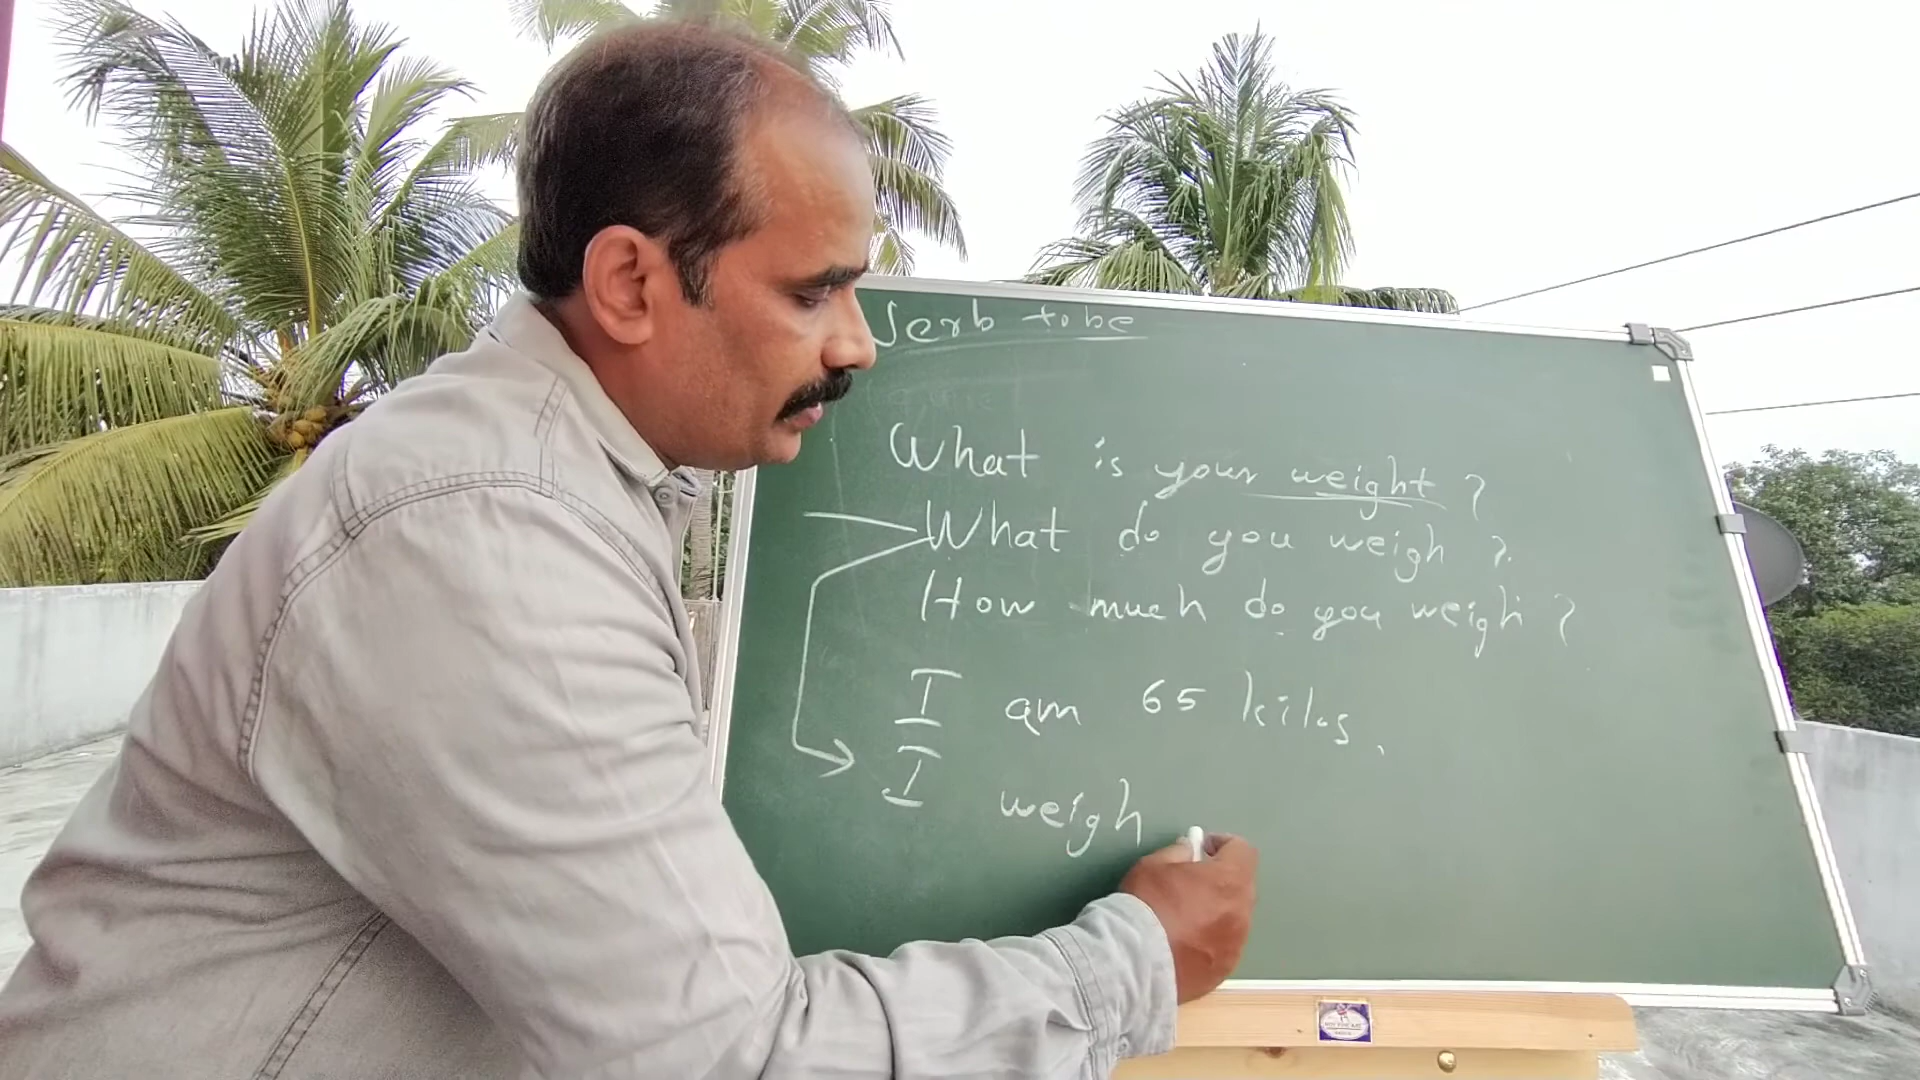 Verb to be
What is your weight ?
What do you weigh ?
How much do you weigh ?
I am 65 kilos.
I weigh